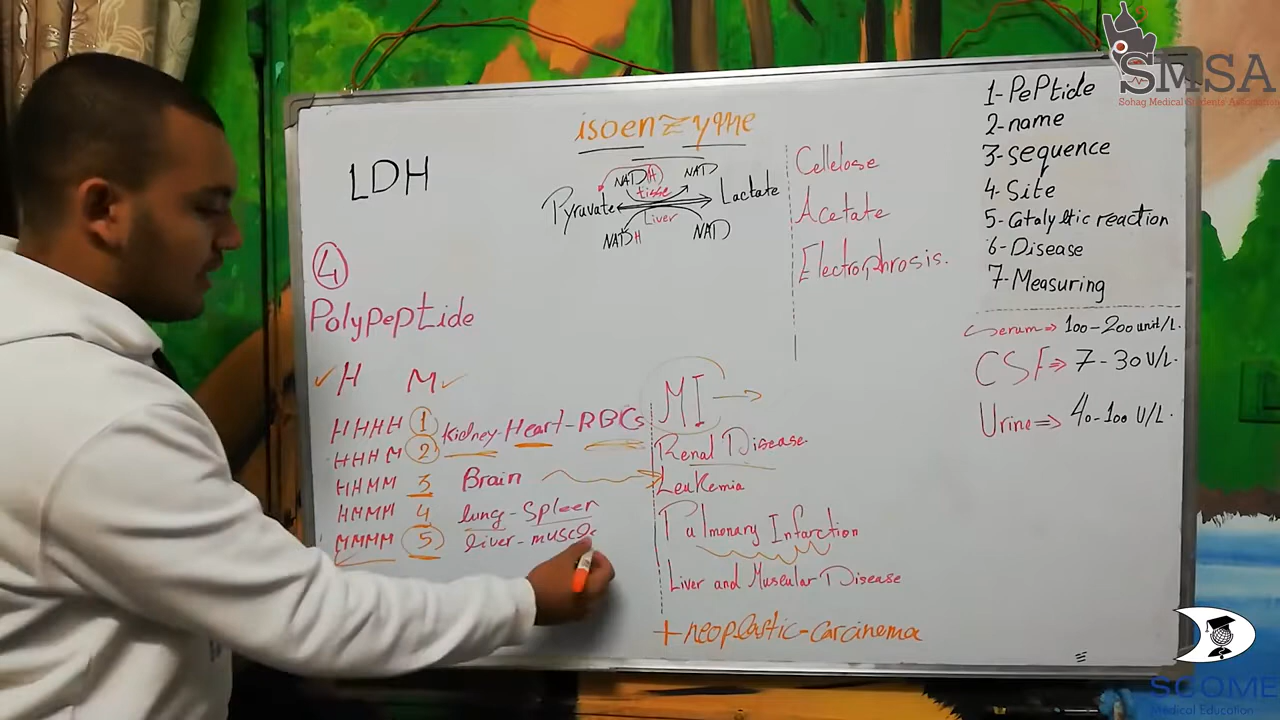 isoenzyme
LDH
NADH NAD
tisse
Pyruvate Lactate
Liver
NADH NAD
Cellelose
Acetate
Electrophrosis.
1-Peptide
2-name
3-sequence
4-Site
5-Catalytic reaction
6-Disease
7-Measuring
Serum⇒ 100-200 unit/L.
CSF⇒ 7-30 U/L.
Urine⇒ 40-100 U/L.
4
Polypeptide
✓H M✓
HHHH 1 Kidney-Heart-RBCs
HHHM 2
HHMM 3 Brain
HMMM 4 lung-Spleen
MMMM 5 liver-muscle
MI
Renal Disease
Leukemia
Pulmonary Infarction
Liver and Muscular Disease
+neoplastic-carcinema
SMSA
Sohag Medical Students' Association
SCOME
Medical Education